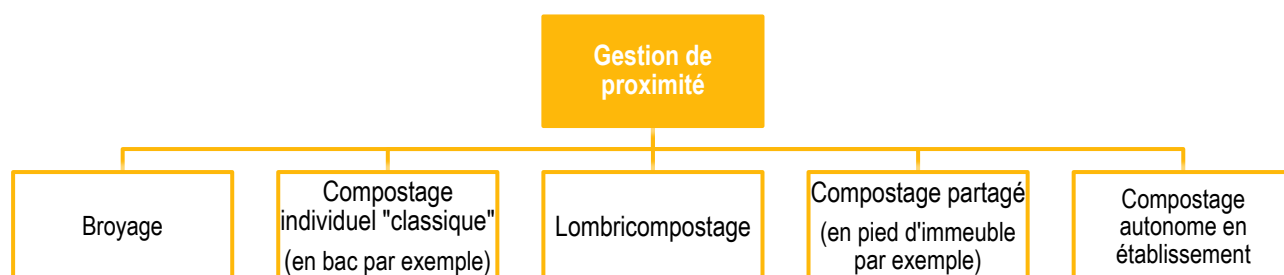 Gestion de
proximité
Broyage
Compostage
individuel "classique"
(en bac par exemple)
Lombricompostage
Compostage partagé
(en pied d'immeuble
par exemple)
Compostage
autonome en
établissement